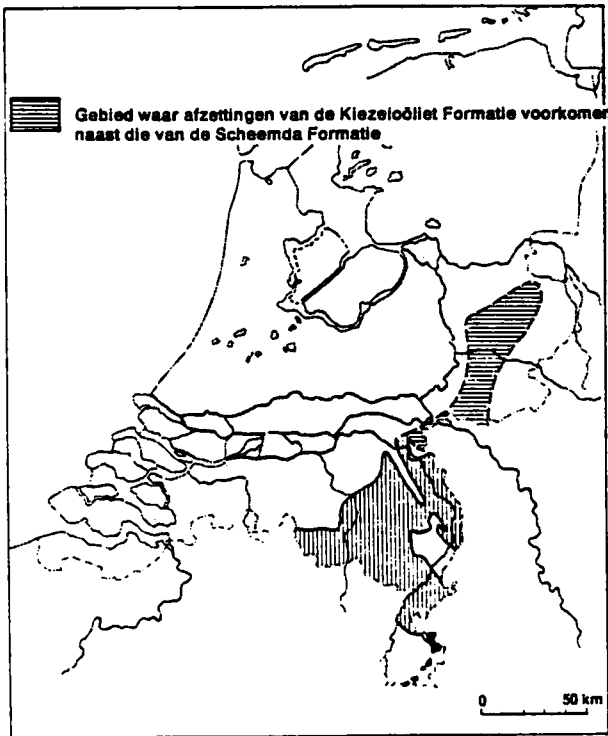 Gebied waar afzettingen van de Kiezeloöliet Formatie voorkomen
naast die van de Scheemda Formatie
0 50 km